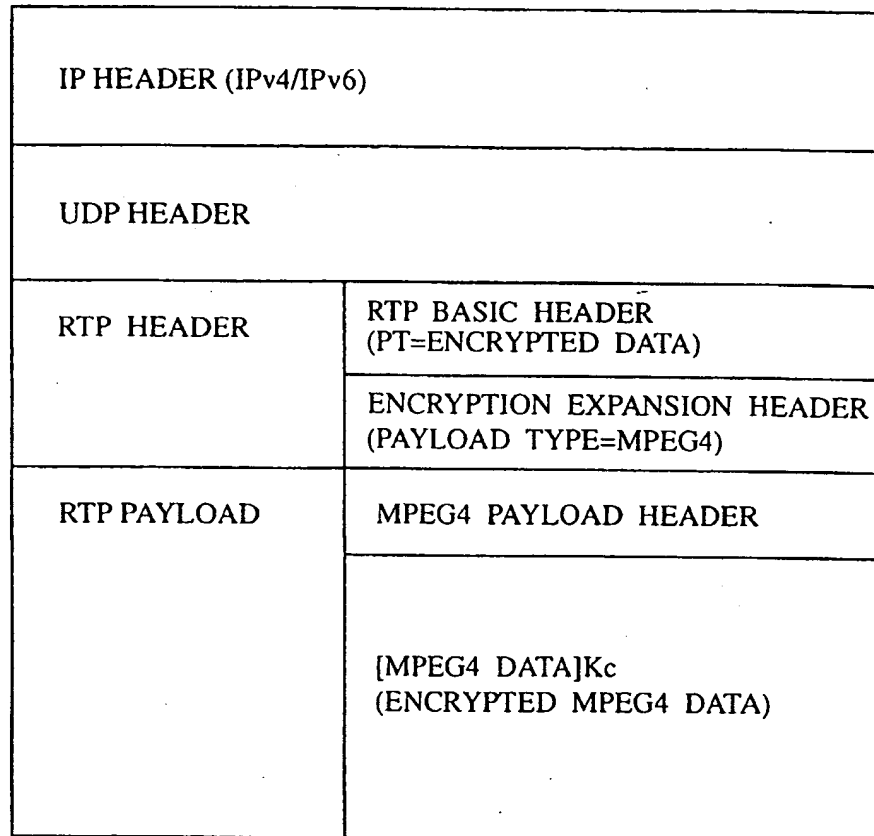 IP HEADER (IPv4/IPv6)
UDP HEADER
RTP HEADER
RTP BASIC HEADER
(PT=ENCRYPTED DATA)
ENCRYPTION EXPANSION HEADER
(PAYLOAD TYPE=MPEG4)
RTP PAYLOAD
MPEG4 PAYLOAD HEADER
[MPEG4 DATA]Kc
(ENCRYPTED MPEG4 DATA)